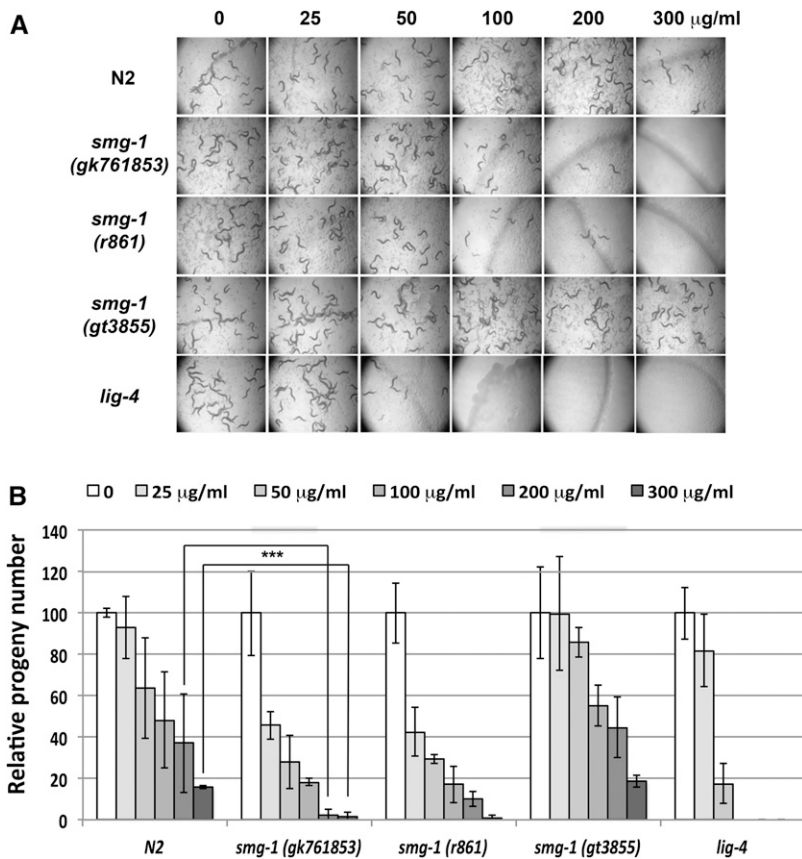 A
0 25 50 100 200 300 μg/ml
N2
smg-1
(gk761853)
smg-1
(r861)
smg-1
(gt3855)
lig-4
B
0 25 μg/ml 50 μg/ml 100 μg/ml 200 μg/ml 300 μg/ml
Relative progeny number
140
120
100
80
60
40
20
0
***
N2 smg-1 (gk761853) smg-1 (r861) smg-1 (gt3855) lig-4